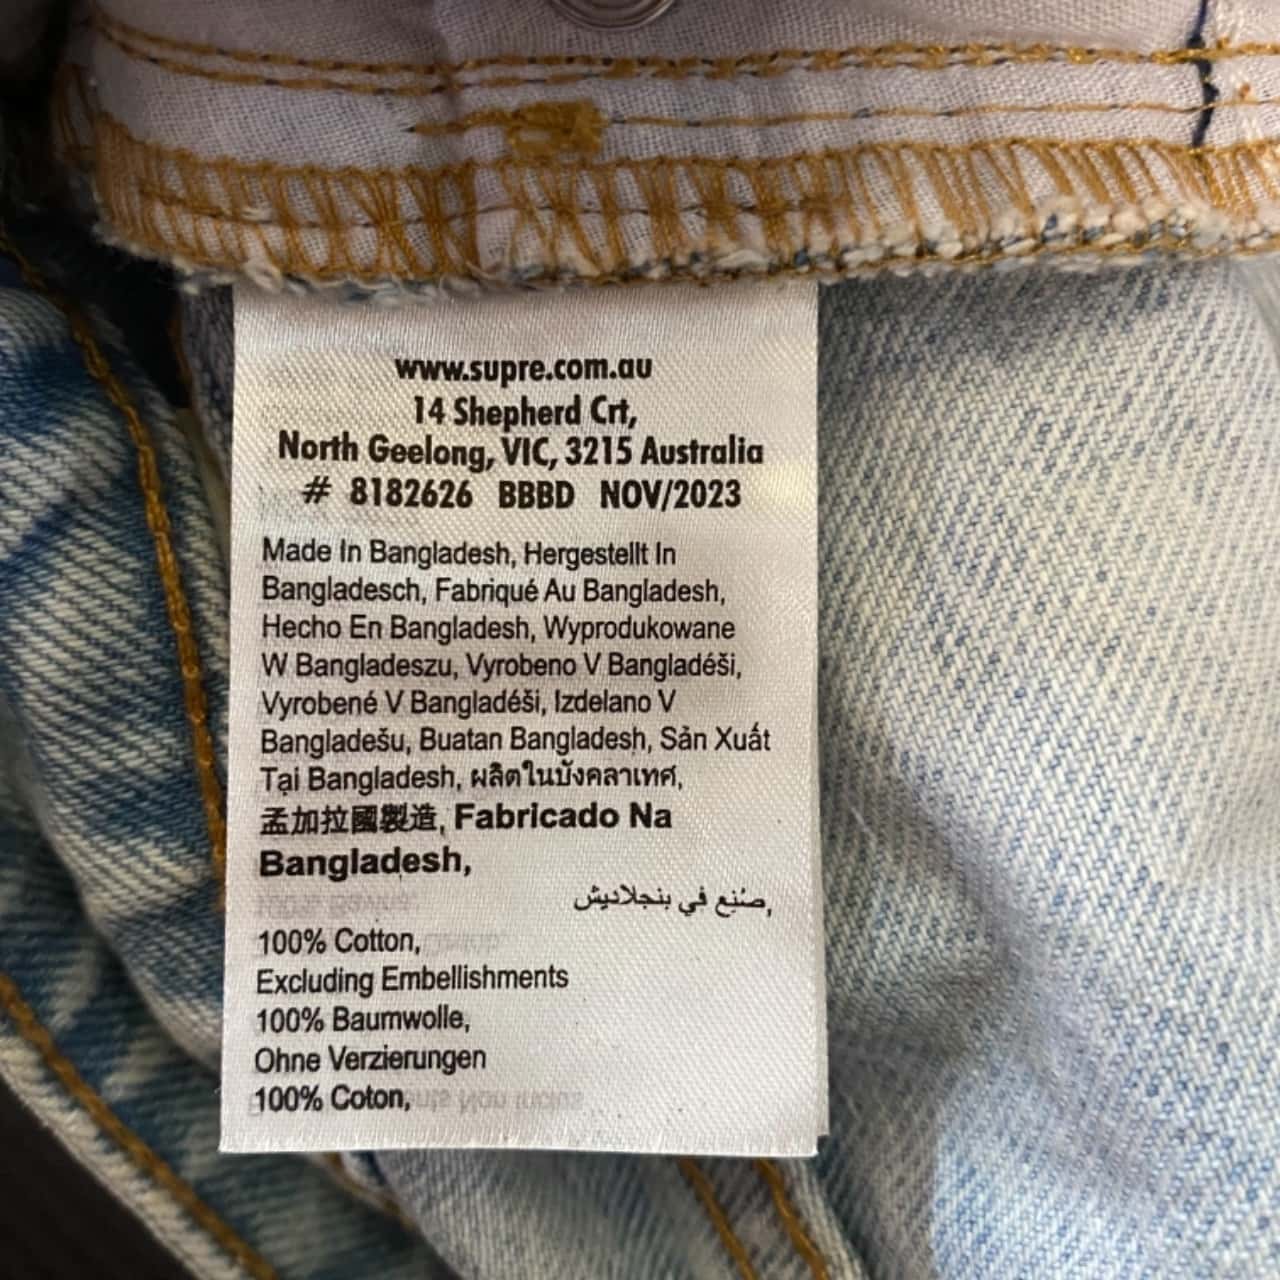 www.supre.com.au
14 Shepherd Crt,
North Geelong, VIC, 3215 Australia
# 8182626 BBBD NOV/2023
Made In Bangladesh, Hergestellt In
Bangladesch, Fabriqué Au Bangladesh,
Hecho En Bangladesh, Wyprodukowane
W Bangladeszu, Vyrobeno V Bangladéši,
Vyrobené V Bangladéši, Izdelano V
Bangladešu, Buatan Bangladesh, Sản Xuất
Tại Bangladesh, ผลิตในบังคลาเทศ,
孟加拉國製造, Fabricado Na
Bangladesh,
صُنِع في بنجلاديش,
100% Cotton,
Excluding Embellishments
100% Baumwolle,
Ohne Verzierungen
100% Coton,